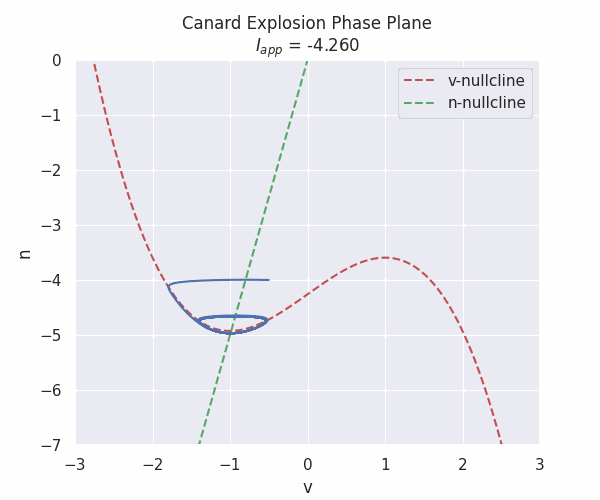 Canard Explosion Phase Plane
I_app = -4.260
v-nullcline
n-nullcline
0
−1
−2
−3
−4
−5
−6
−7
n
−3 −2 −1 0 1 2 3
v